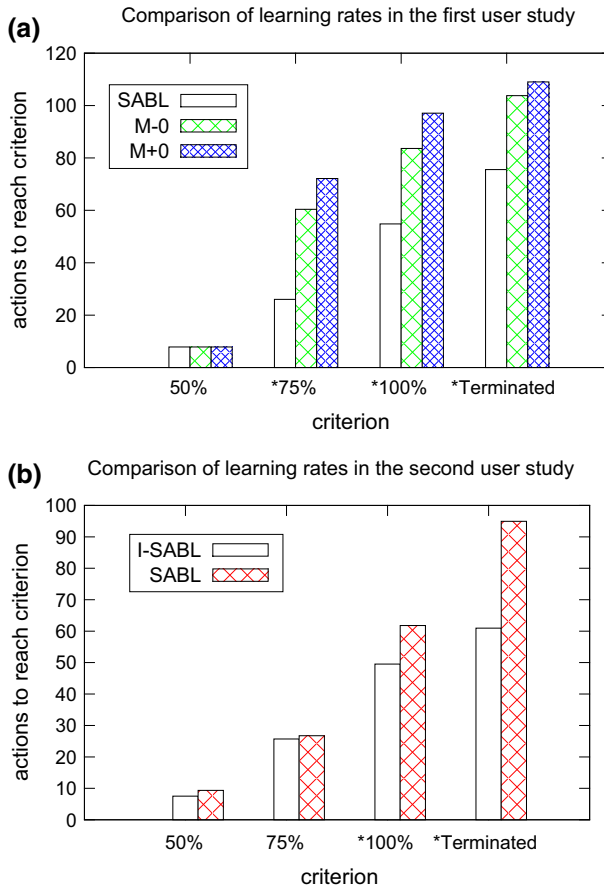 (a)
Comparison of learning rates in the first user study
actions to reach criterion
120
100
80
60
40
20
0
SABL
M-0
M+0
50%
*75%
*100%
*Terminated
criterion
(b)
Comparison of learning rates in the second user study
actions to reach criterion
100
90
80
70
60
50
40
30
20
10
0
I-SABL
SABL
50%
75%
*100%
*Terminated
criterion